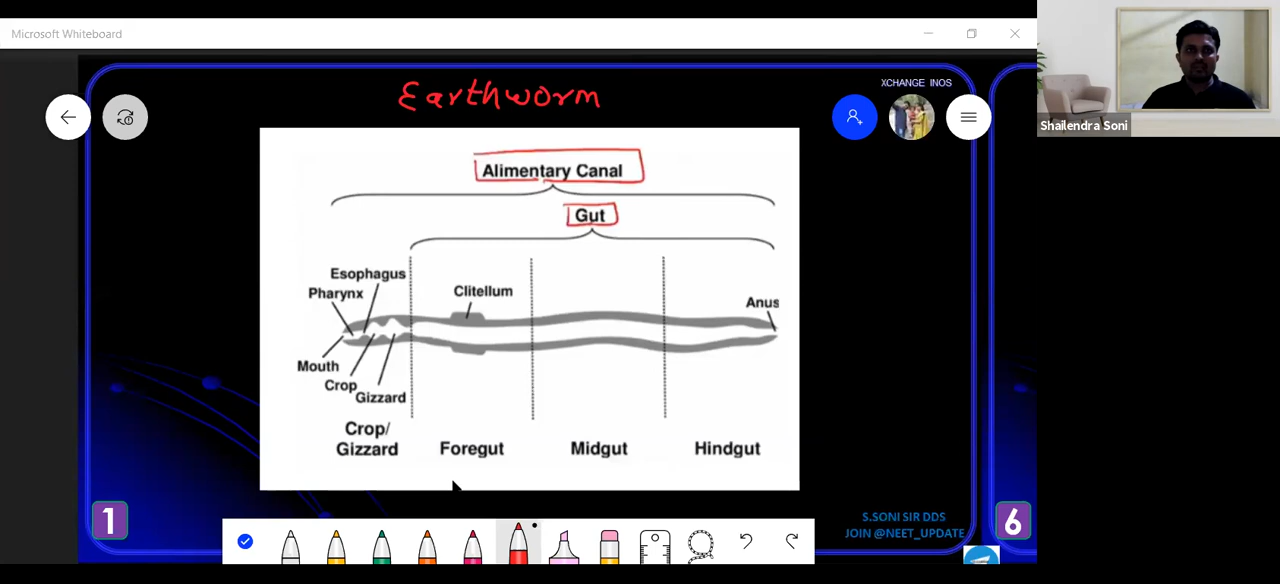 Microsoft Whiteboard
Earthworm
XCHANGE INOS
Shailendra Soni
Alimentary Canal
Gut
Esophagus
Pharynx
Clitellum
Anus
Mouth
Crop
Gizzard
Crop/
Gizzard
Foregut
Midgut
Hindgut
1
6
S.SONI SIR DDS
JOIN @NEET_UPDATE